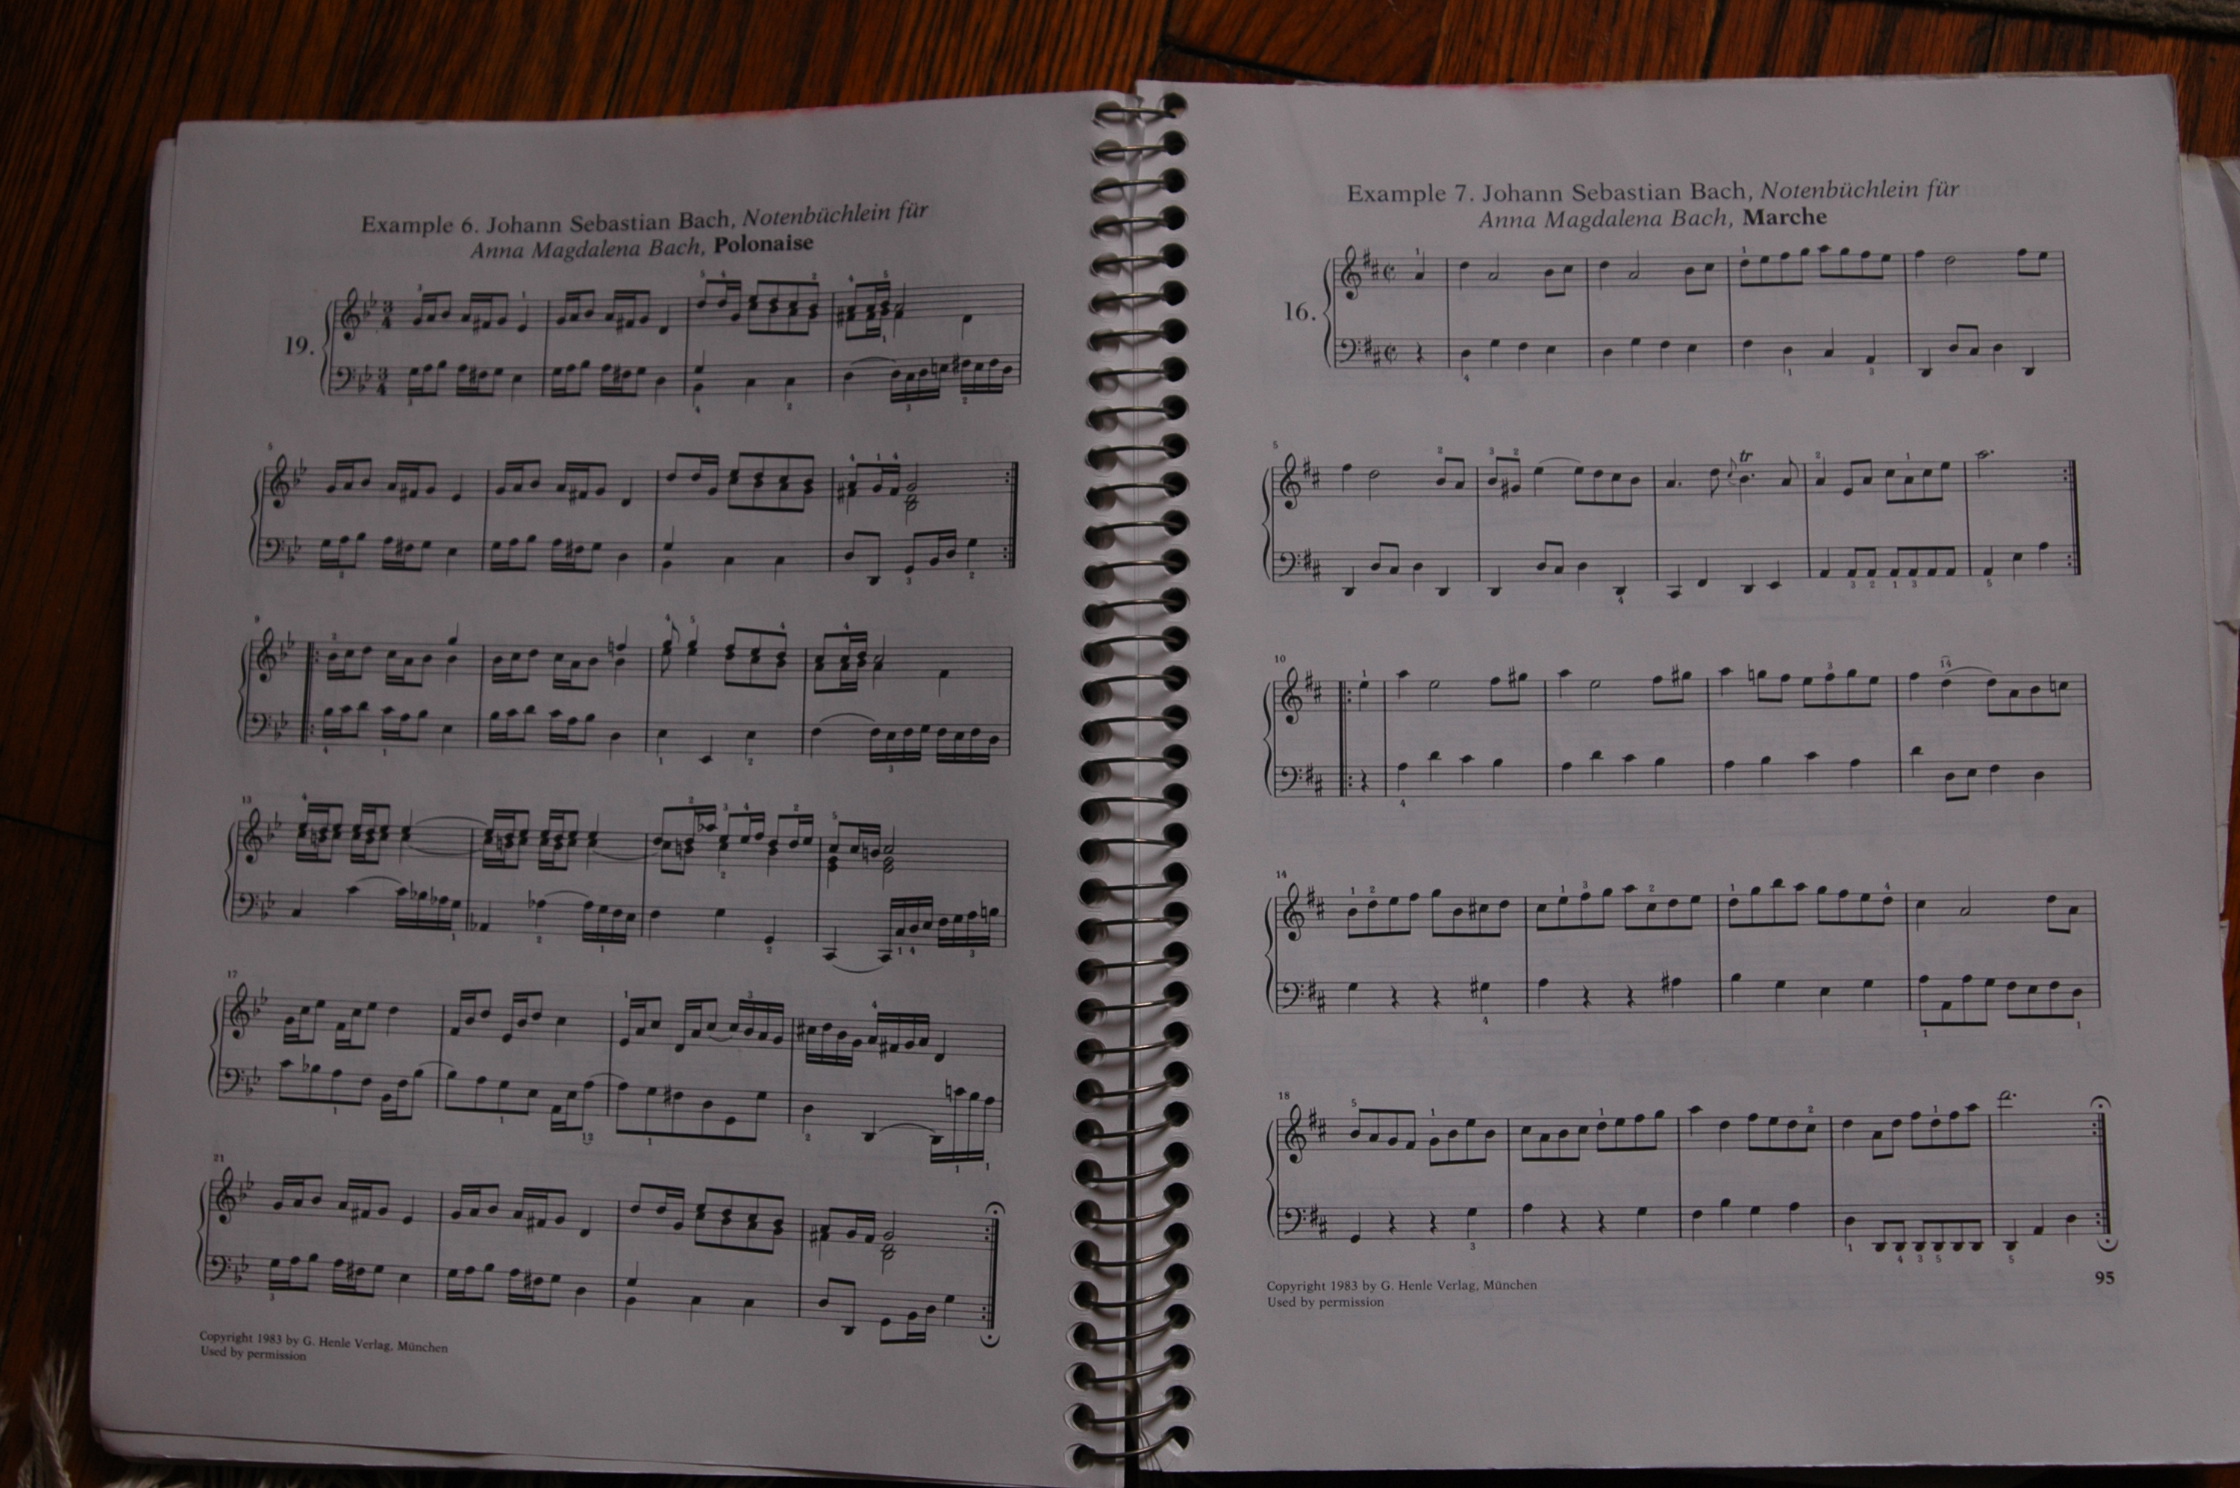 Example 6. Johann Sebastian Bach, Notenbüchlein für
Anna Magdalena Bach, Polonaise
19.
5
9
13
17
21
Copyright 1983 by G. Henle Verlag, München
Used by permission
Example 7. Johann Sebastian Bach, Notenbüchlein für
Anna Magdalena Bach, Marche
16.
5
tr
10
14
18
Copyright 1983 by G. Henle Verlag, München
Used by permission
95